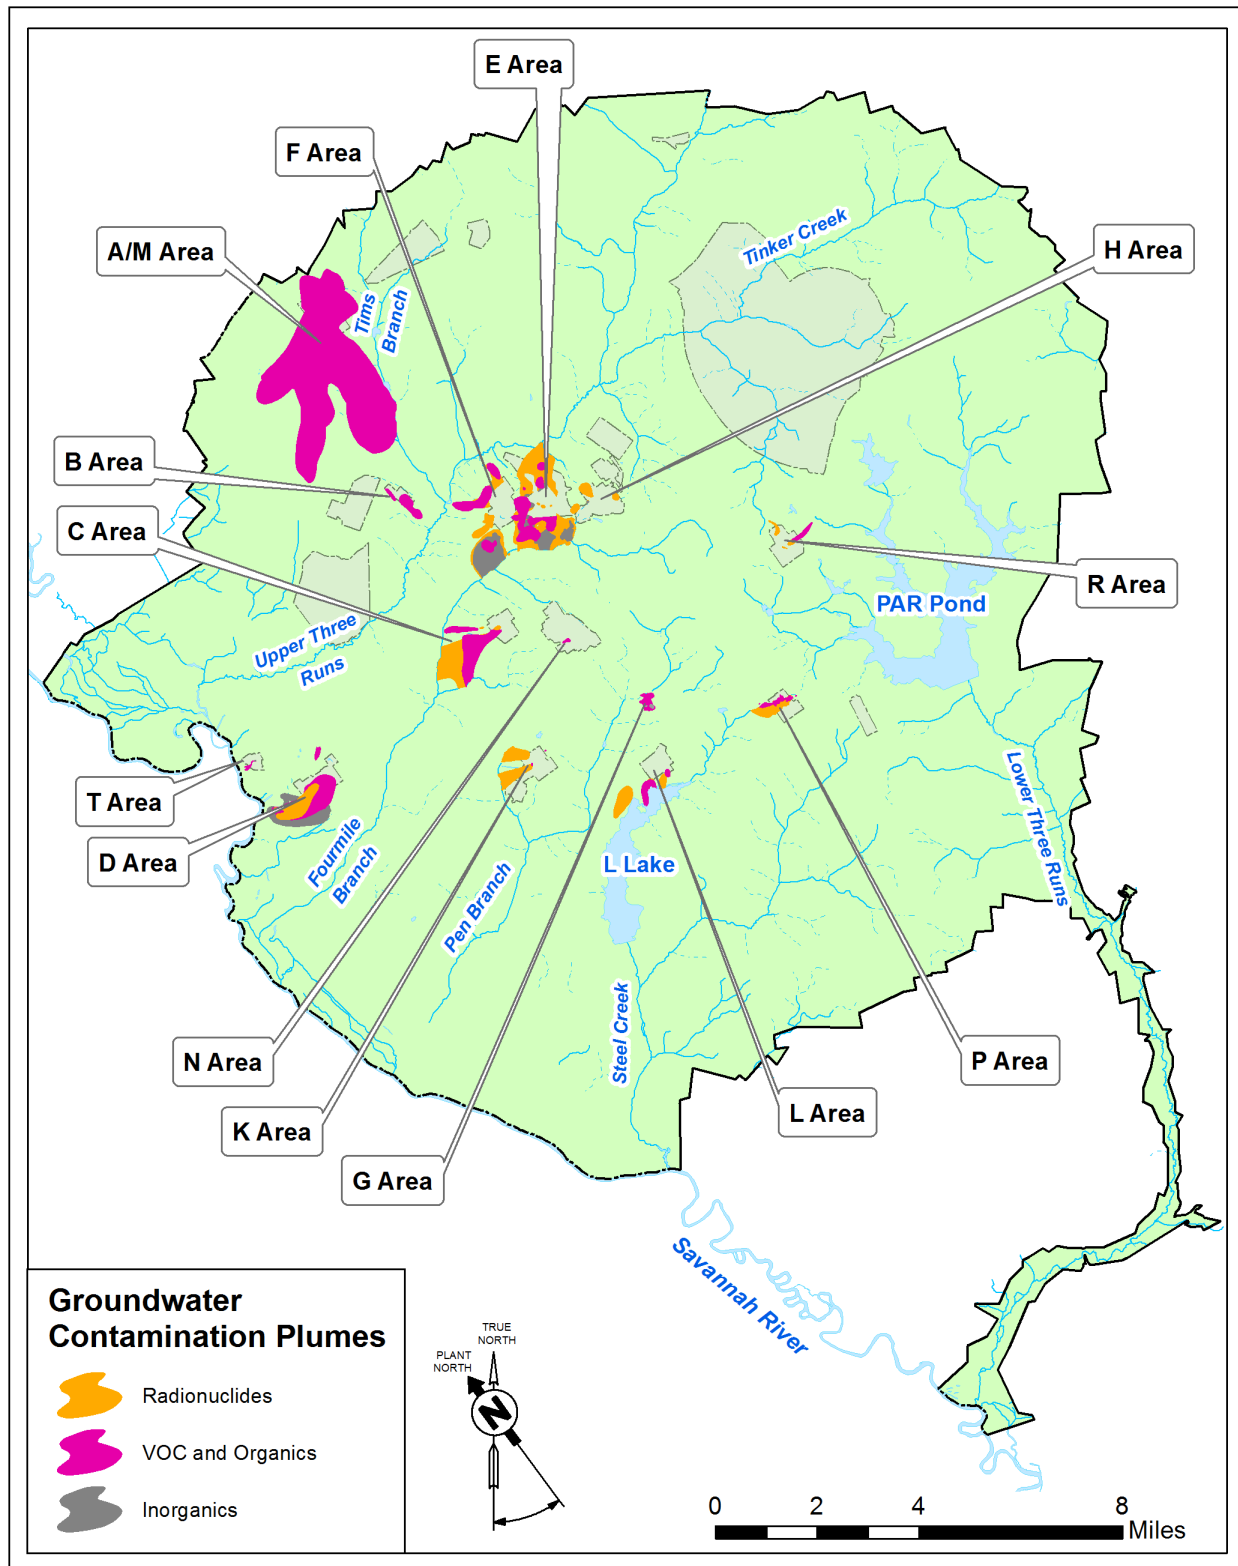 E Area
F Area
A/M Area
H Area
Tinker Creek
Tims
Branch
B Area
C Area
R Area
PAR Pond
Upper Three
Runs
T Area
D Area
Fourmile
Branch
Pen Branch
L Lake
Lower Three Runs
Steel Creek
N Area
K Area
G Area
L Area
P Area
Savannah River
Groundwater
Contamination Plumes
Radionuclides
VOC and Organics
Inorganics
TRUE
NORTH
PLANT
NORTH
N
0 2 4 8
Miles